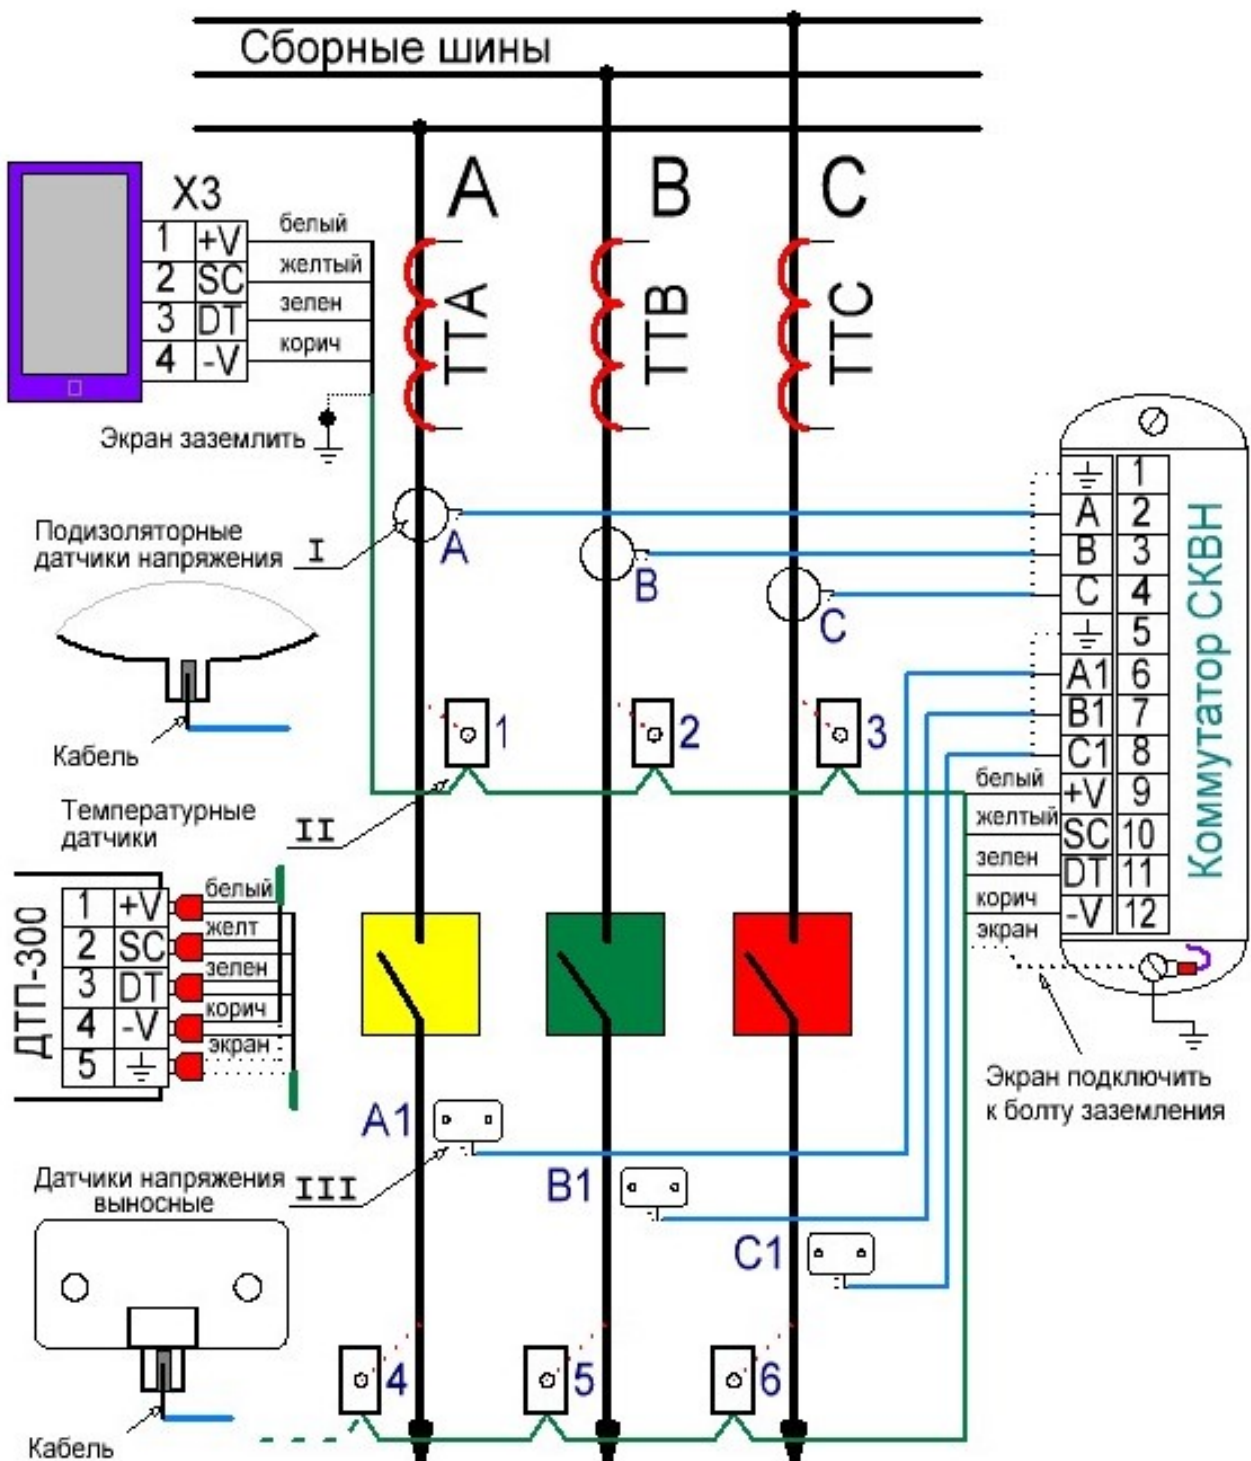 Сборные шины
A B C
X3
1 +V белый
2 SC желтый
3 DT зелен
4 -V корич
TTA TTB TTC
Экран заземлить
Подизоляторные
датчики напряжения I
A
B
C
Кабель
1 2 3
Температурные
датчики II
Коммутатор СКВН
1
A 2
B 3
C 4
5
A1 6
B1 7
C1 8
белый +V 9
желтый SC 10
зелен DT 11
корич -V 12
экран
Экран подключить
к болту заземления
ДТП-300
1 +V белый
2 SC желт
3 DT зелен
4 -V корич
5 экран
A1
B1
C1
Датчики напряжения
выносные III
Кабель
4 5 6